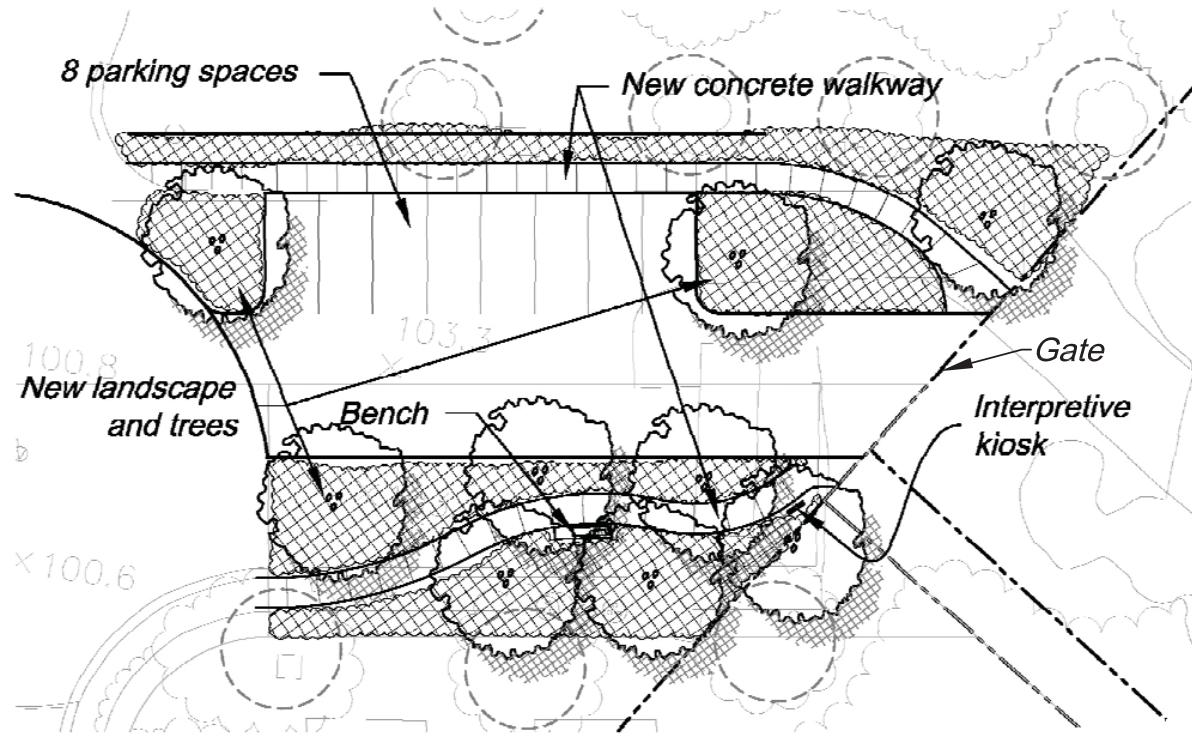 8 parking spaces
New concrete walkway
103.3
100.8
Gate
New landscape
and trees
Bench
Interpretive
kiosk
b
100.6